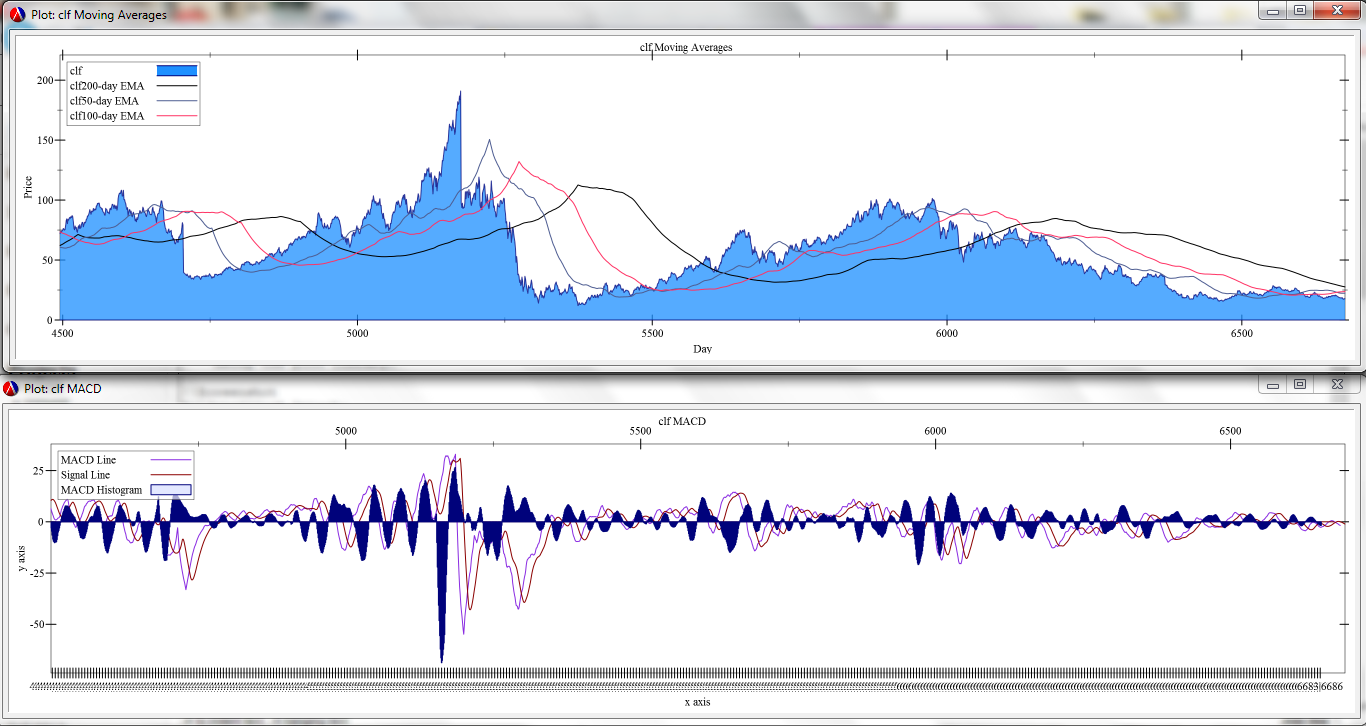 Plot: clf Moving Averages
clf Moving Averages
clf
clf200-day EMA
clf50-day EMA
clf100-day EMA
200
150
100
50
0
Price
4500
5000
5500
6000
6500
Day
Plot: clf MACD
clf MACD
5000
5500
6000
6500
MACD Line
Signal Line
MACD Histogram
25
0
-25
-50
y axis
6686
x axis